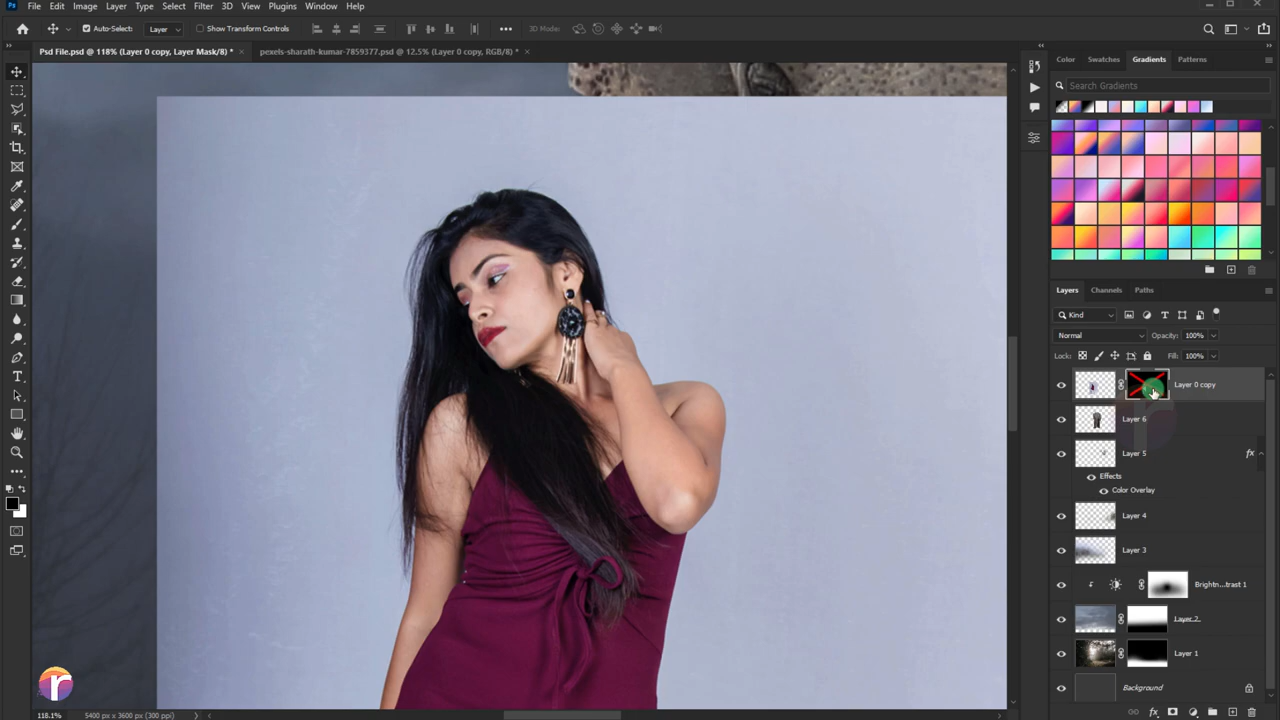 Ps File Edit Image Layer Type Select Filter 3D View Plugins Window Help
Auto-Select: Layer Show Transform Controls 3D Mode:
Psd File.psd @ 118% (Layer 0 copy, Layer Mask/8) * × pexels-sharath-kumar-7859377.psd @ 12.5% (Layer 0 copy, RGB/8) * ×
Color Swatches Gradients Patterns
Search Gradients
Layers Channels Paths
Kind
Normal Opacity: 100%
Lock: Fill: 100%
Layer 0 copy
Layer 6
Layer 5 fx
Effects
Color Overlay
Layer 4
Layer 3
Brightn...trast 1
Layer 2
Layer 1
Background
118.1% 5400 px x 3600 px (300 ppi)
fx